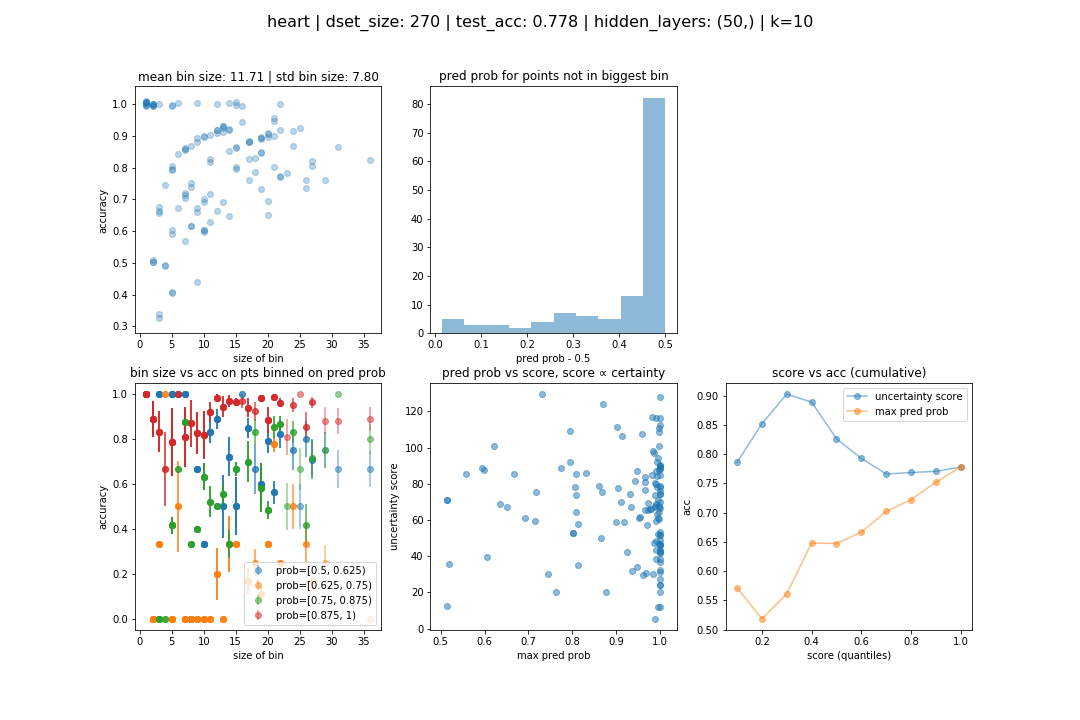 heart | dset_size: 270 | test_acc: 0.778 | hidden_layers: (50,) | k=10
mean bin size: 11.71 | std bin size: 7.80
1.0
0.9
0.8
0.7
0.6
0.5
0.4
0.3
accuracy
0 5 10 15 20 25 30 35
size of bin
pred prob for points not in biggest bin
80
70
60
50
40
30
20
10
0
0.0 0.1 0.2 0.3 0.4 0.5
pred prob - 0.5
bin size vs acc on pts binned on pred prob
1.0
0.8
0.6
0.4
0.2
0.0
accuracy
prob=[0.5, 0.625)
prob=[0.625, 0.75)
prob=[0.75, 0.875)
prob=[0.875, 1)
0 5 10 15 20 25 30 35
size of bin
pred prob vs score, score ∝ certainty
120
100
80
60
40
20
0
uncertainty score
0.5 0.6 0.7 0.8 0.9 1.0
max pred prob
score vs acc (cumulative)
uncertainty score
max pred prob
0.90
0.85
0.80
0.75
0.70
0.65
0.60
0.55
0.50
acc
0.2 0.4 0.6 0.8 1.0
score (quantiles)